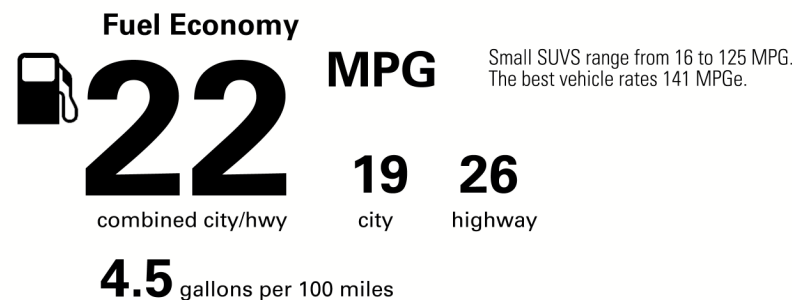 Fuel Economy
22
MPG
Small SUVS range from 16 to 125 MPG.
The best vehicle rates 141 MPGe.
19
26
combined city/hwy
city
highway
4.5 gallons per 100 miles